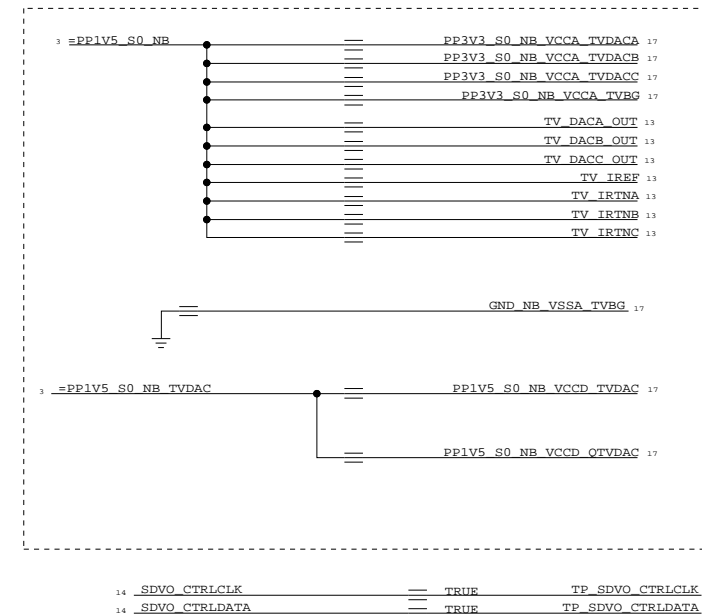 3 =PP1V5_S0_NB PP3V3_S0_NB_VCCA_TVDACA 17
PP3V3_S0_NB_VCCA_TVDACB 17
PP3V3_S0_NB_VCCA_TVDACC 17
PP3V3_S0_NB_VCCA_TVBG 17
TV_DACA_OUT 13
TV_DACB_OUT 13
TV_DACC_OUT 13
TV_IREF 13
TV_IRTNA 13
TV_IRTNB 13
TV_IRTNC 13
GND_NB_VSSA_TVBG 17
3 =PP1V5_S0_NB_TVDAC PP1V5_S0_NB_VCCD_TVDAC 17
PP1V5_S0_NB_VCCD_QTVDAC 17
14 SDVO_CTRLCLK TRUE TP_SDVO_CTRLCLK
14 SDVO_CTRLDATA TRUE TP_SDVO_CTRLDATA